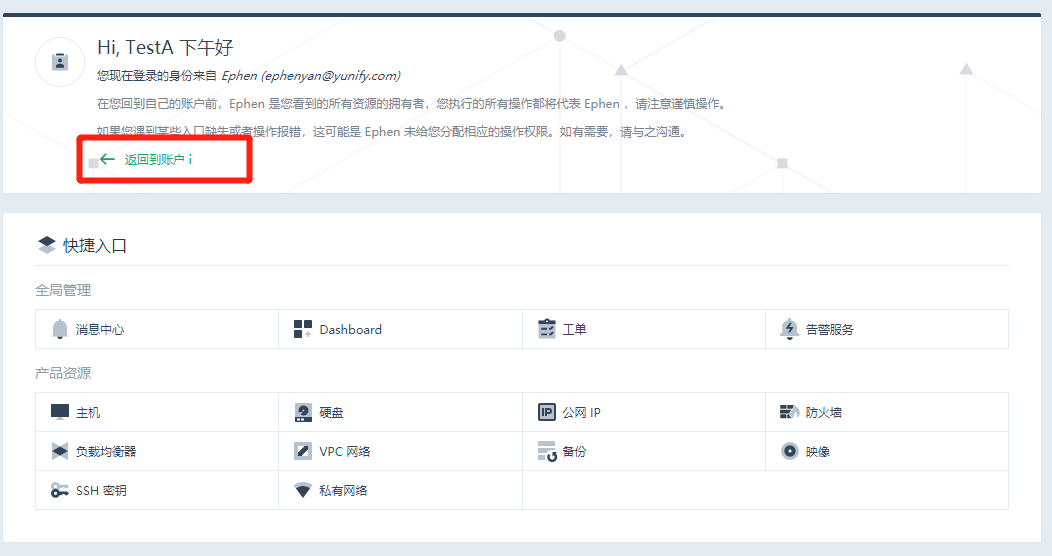 Hi, TestA 下午好
您现在登录的身份来自 Ephen (ephenyan@yunify.com)
在您回到自己的账户前，Ephen 是您看到的所有资源的拥有者，您执行的所有操作都将代表 Ephen ，请注意谨慎操作。
如果您遇到某些入口缺失或者操作报错，这可能是 Ephen 未给您分配相应的操作权限。如有需要，请与之沟通。
返回到账户 i
快捷入口
全局管理
消息中心 Dashboard 工单 告警服务
产品资源
主机 硬盘 IP 公网 IP 防火墙
负载均衡器 VPC 网络 备份 映像
SSH 密钥 私有网络